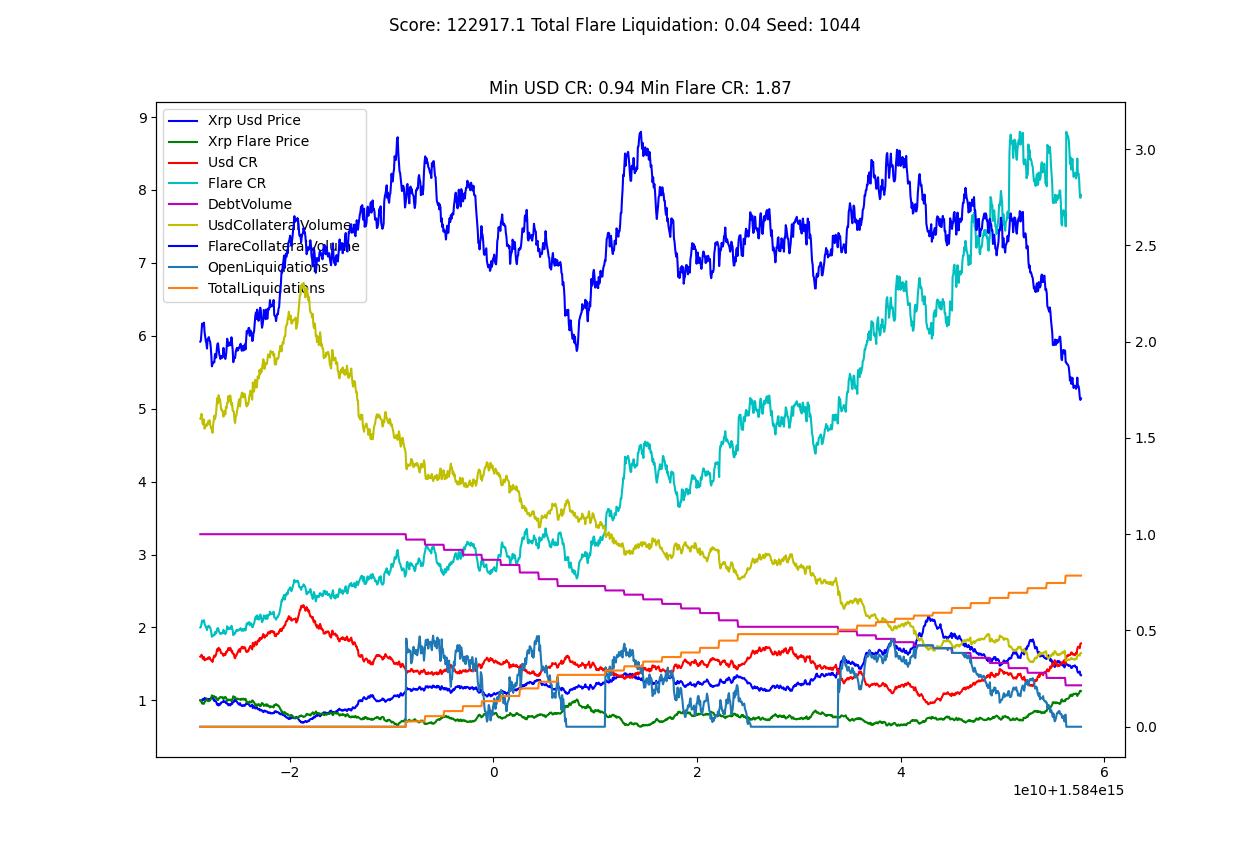 Score: 122917.1 Total Flare Liquidation: 0.04 Seed: 1044
Min USD CR: 0.94 Min Flare CR: 1.87
Xrp Usd Price
Xrp Flare Price
Usd CR
Flare CR
DebtVolume
UsdCollateralVolume
FlareCollateralVolume
OpenLiquidations
TotalLiquidations
9
8
7
6
5
4
3
2
1
3.0
2.5
2.0
1.5
1.0
0.5
0.0
−2
0
2
4
6
1e10+1.584e15